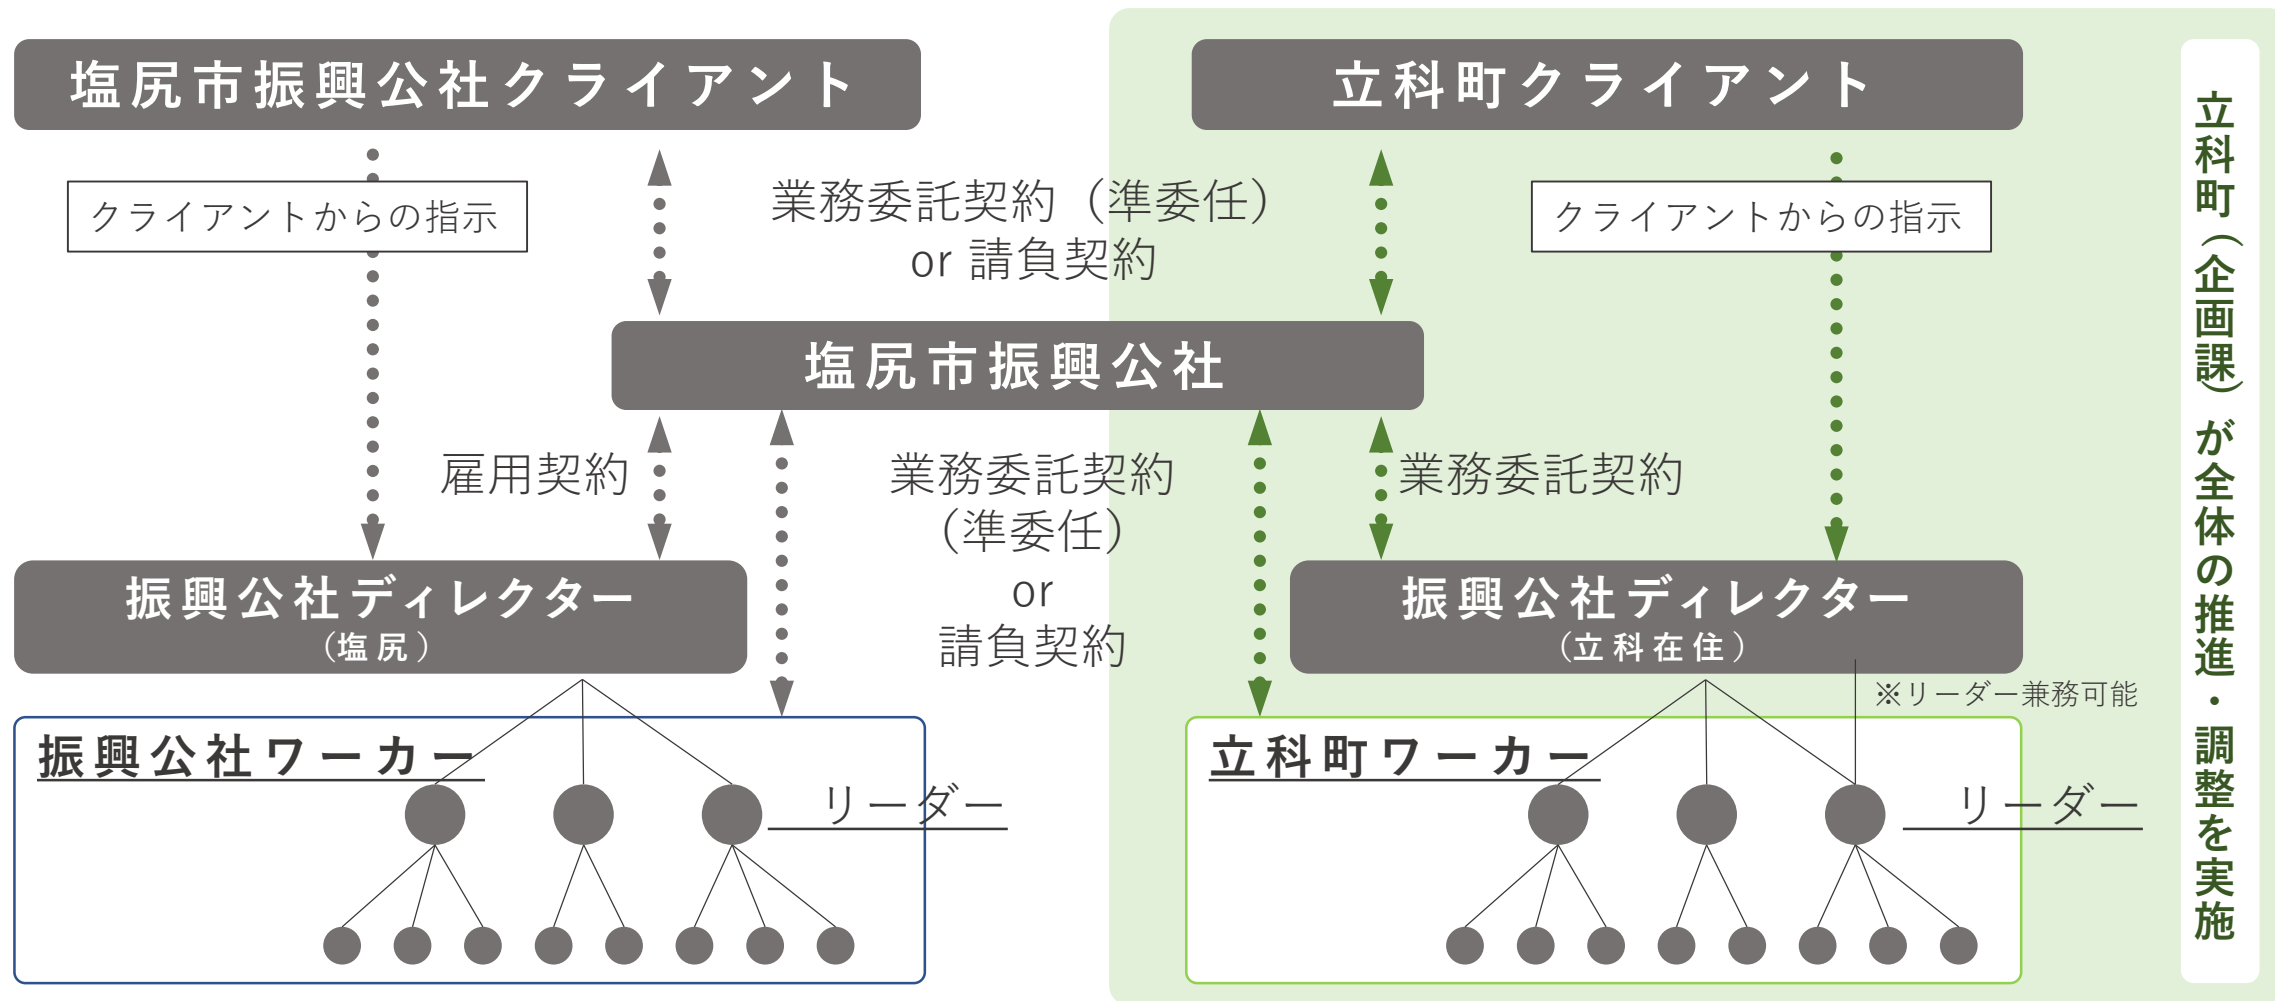 塩尻市振興公社クライアント
立科町クライアント
クライアントからの指示
業務委託契約（準委任）
or 請負契約
クライアントからの指示
塩尻市振興公社
雇用契約
業務委託契約
（準委任）
or
請負契約
業務委託契約
振興公社ディレクター
（塩尻）
振興公社ディレクター
（立科在住）
※リーダー兼務可能
振興公社ワーカー
リーダー
立科町ワーカー
リーダー
立科町（企画課）が全体の推進・調整を実施